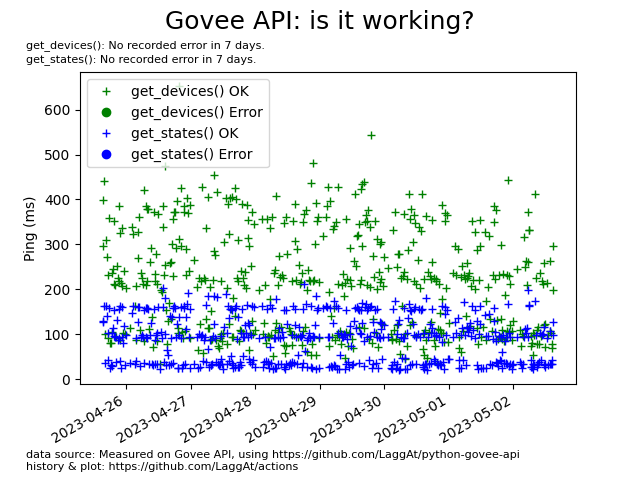 Govee API: is it working?
get_devices(): No recorded error in 7 days.
get_states(): No recorded error in 7 days.
get_devices() OK
get_devices() Error
get_states() OK
get_states() Error
Ping (ms)
600
500
400
300
200
100
0
2023-04-26
2023-04-27
2023-04-28
2023-04-29
2023-04-30
2023-05-01
2023-05-02
data source: Measured on Govee API, using https://github.com/LaggAt/python-govee-api
history & plot: https://github.com/LaggAt/actions